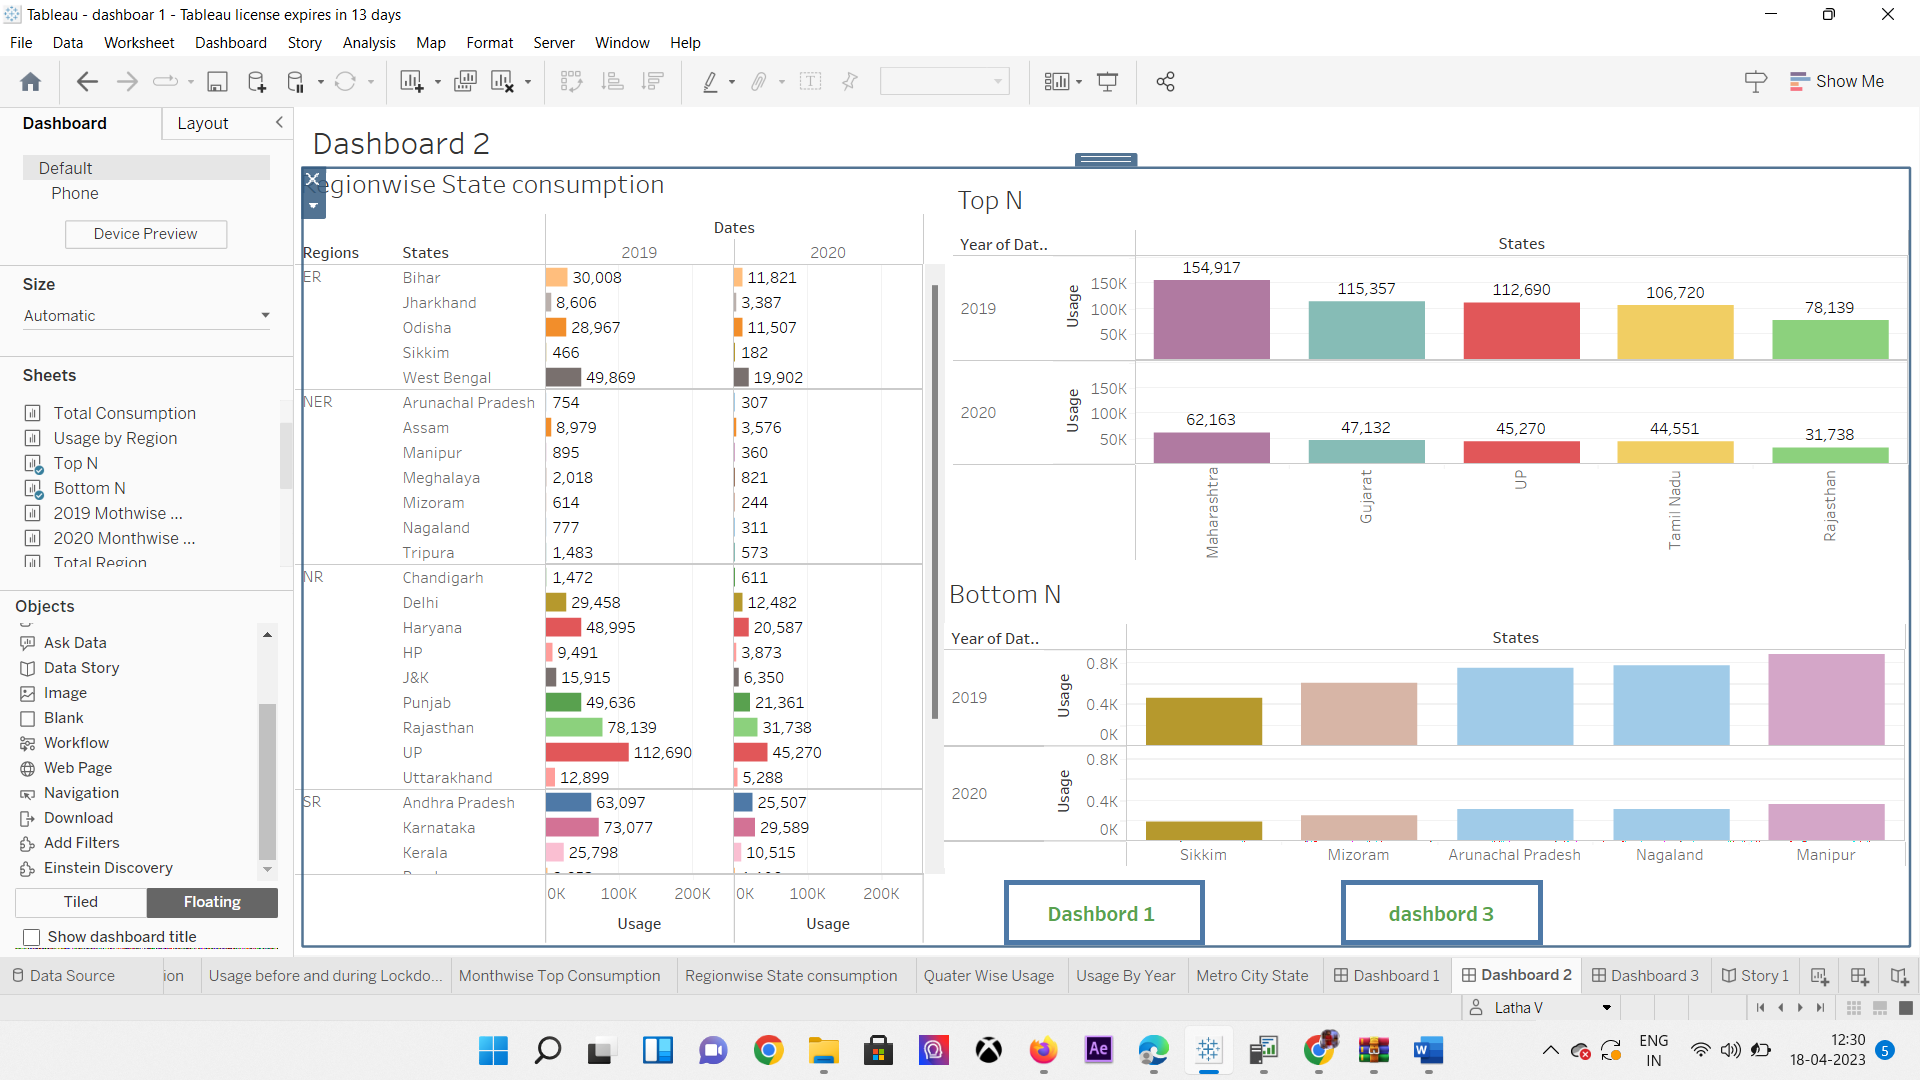 Tableau - dashboar 1 - Tableau license expires in 13 days
File Data Worksheet Dashboard Story Analysis Map Format Server Window Help
Show Me
Dashboard Layout
Default
Phone
Device Preview
Size
Automatic
Sheets
Total Consumption
Usage by Region
Top N
Bottom N
2019 Mothwise ...
2020 Monthwise ...
Total Region
Objects
Ask Data
Data Story
Image
Blank
Workflow
Web Page
Navigation
Download
Add Filters
Einstein Discovery
Tiled Floating
Show dashboard title
Dashboard 2
egionwise State consumption
Dates
Regions States 2019 2020
ER Bihar 30,008 11,821
Jharkhand 8,606 3,387
Odisha 28,967 11,507
Sikkim 466 182
West Bengal 49,869 19,902
NER Arunachal Pradesh 754 307
Assam 8,979 3,576
Manipur 895 360
Meghalaya 2,018 821
Mizoram 614 244
Nagaland 777 311
Tripura 1,483 573
NR Chandigarh 1,472 611
Delhi 29,458 12,482
Haryana 48,995 20,587
HP 9,491 3,873
J&K 15,915 6,350
Punjab 49,636 21,361
Rajasthan 78,139 31,738
UP 112,690 45,270
Uttarakhand 12,899 5,288
SR Andhra Pradesh 63,097 25,507
Karnataka 73,077 29,589
Kerala 25,798 10,515
0K 100K 200K 0K 100K 200K
Usage Usage
Top N
Year of Dat.. States
2019 Usage 150K 100K 50K
154,917 115,357 112,690 106,720 78,139
2020 Usage 150K 100K 50K
62,163 47,132 45,270 44,551 31,738
Maharashtra Gujarat UP Tamil Nadu Rajasthan
Bottom N
Year of Dat.. States
2019 Usage 0.8K 0.4K 0K
2020 Usage 0.8K 0.4K 0K
Sikkim Mizoram Arunachal Pradesh Nagaland Manipur
Dashbord 1 dashbord 3
Data Source ion Usage before and during Lockdo... Monthwise Top Consumption Regionwise State consumption Quater Wise Usage Usage By Year Metro City State Dashboard 1 Dashboard 2 Dashboard 3 Story 1
Latha V
Ae W
ENG
IN
12:30
18-04-2023
5